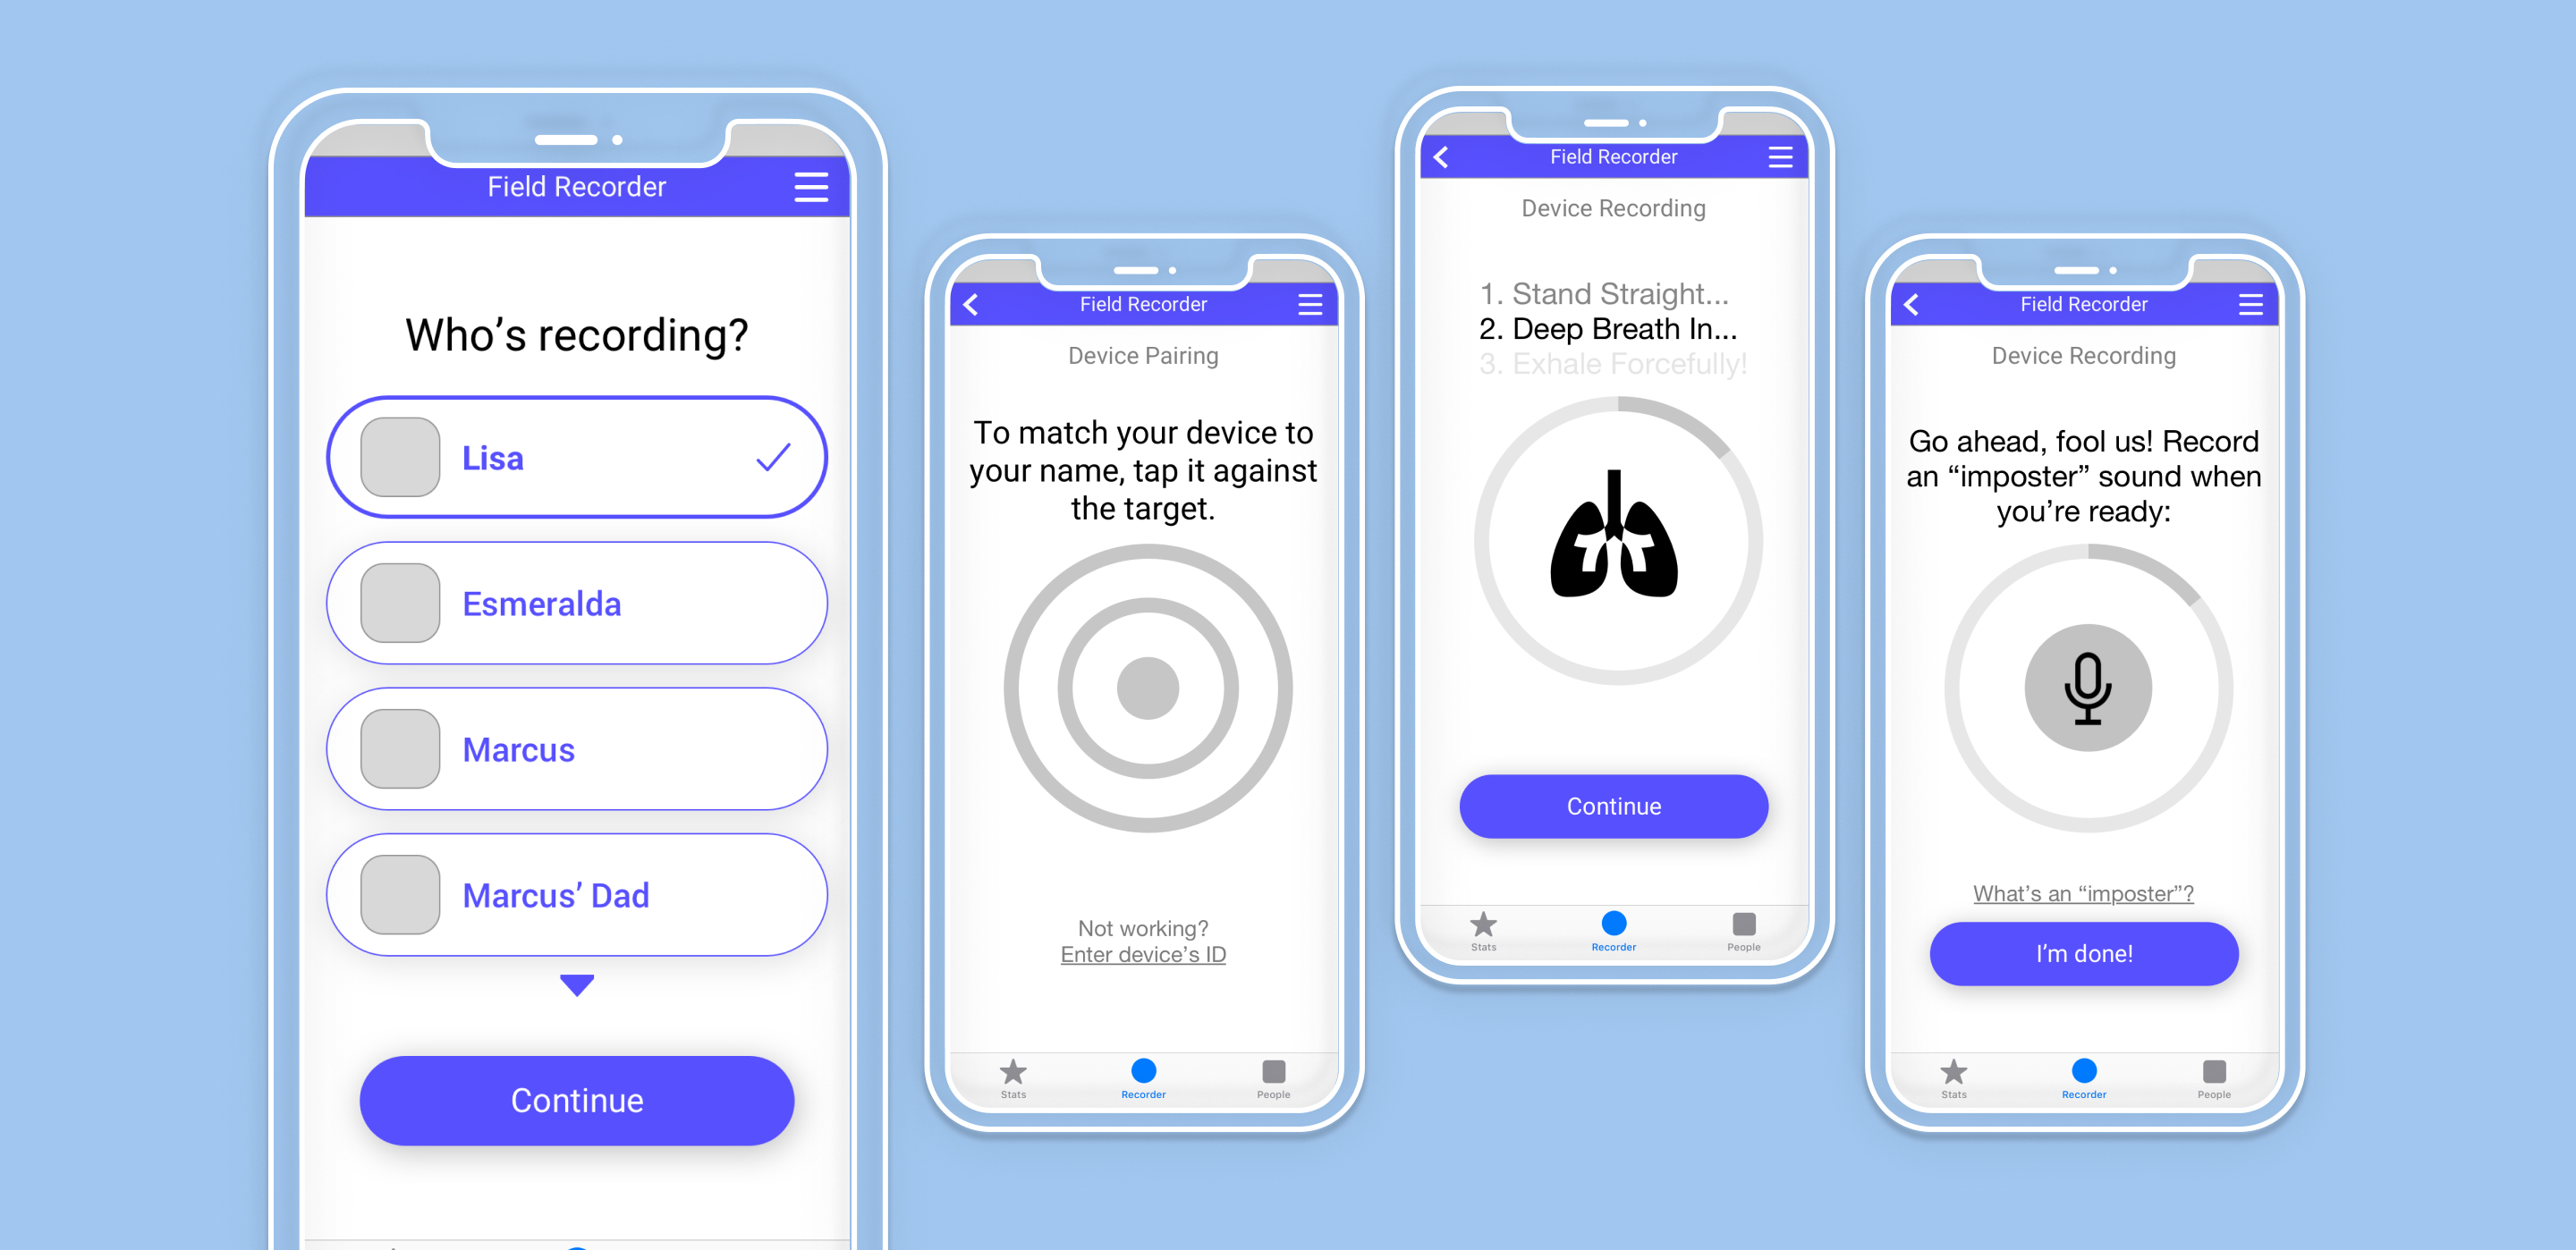 Field Recorder
Who’s recording?
Lisa
Esmeralda
Marcus
Marcus’ Dad
Continue
Field Recorder
Device Pairing
To match your device to
your name, tap it against
the target.
Not working?
Enter device’s ID
Stats
Recorder
People
Field Recorder
Device Recording
1. Stand Straight...
2. Deep Breath In...
3. Exhale Forcefully!
Continue
Stats
Recorder
People
Field Recorder
Device Recording
Go ahead, fool us! Record
an “imposter” sound when
you’re ready:
What’s an “imposter”?
I’m done!
Stats
Recorder
People